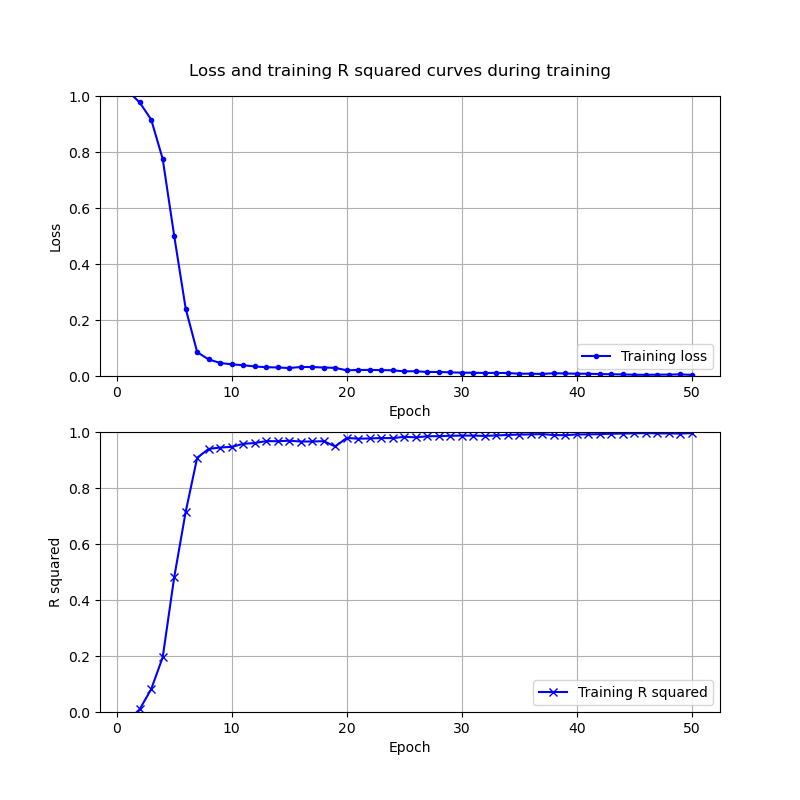 Loss and training R squared curves during training
1.0
0.8
0.6
0.4
0.2
0.0
Loss
Training loss
0 10 20 30 40 50
Epoch
1.0
0.8
0.6
0.4
0.2
0.0
R squared
Training R squared
0 10 20 30 40 50
Epoch